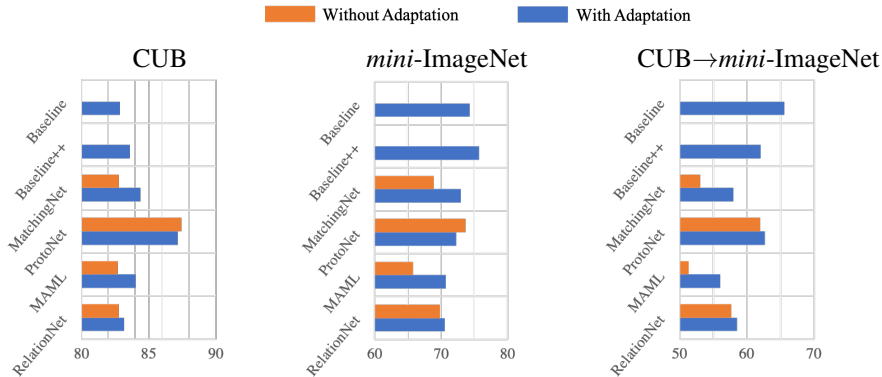 Without Adaptation
With Adaptation
CUB
Baseline
Baseline++
MatchingNet
ProtoNet
MAML
RelationNet
80 85 90
mini-ImageNet
Baseline
Baseline++
MatchingNet
ProtoNet
MAML
RelationNet
60 70 80
CUB→mini-ImageNet
Baseline
Baseline++
MatchingNet
ProtoNet
MAML
RelationNet
50 60 70